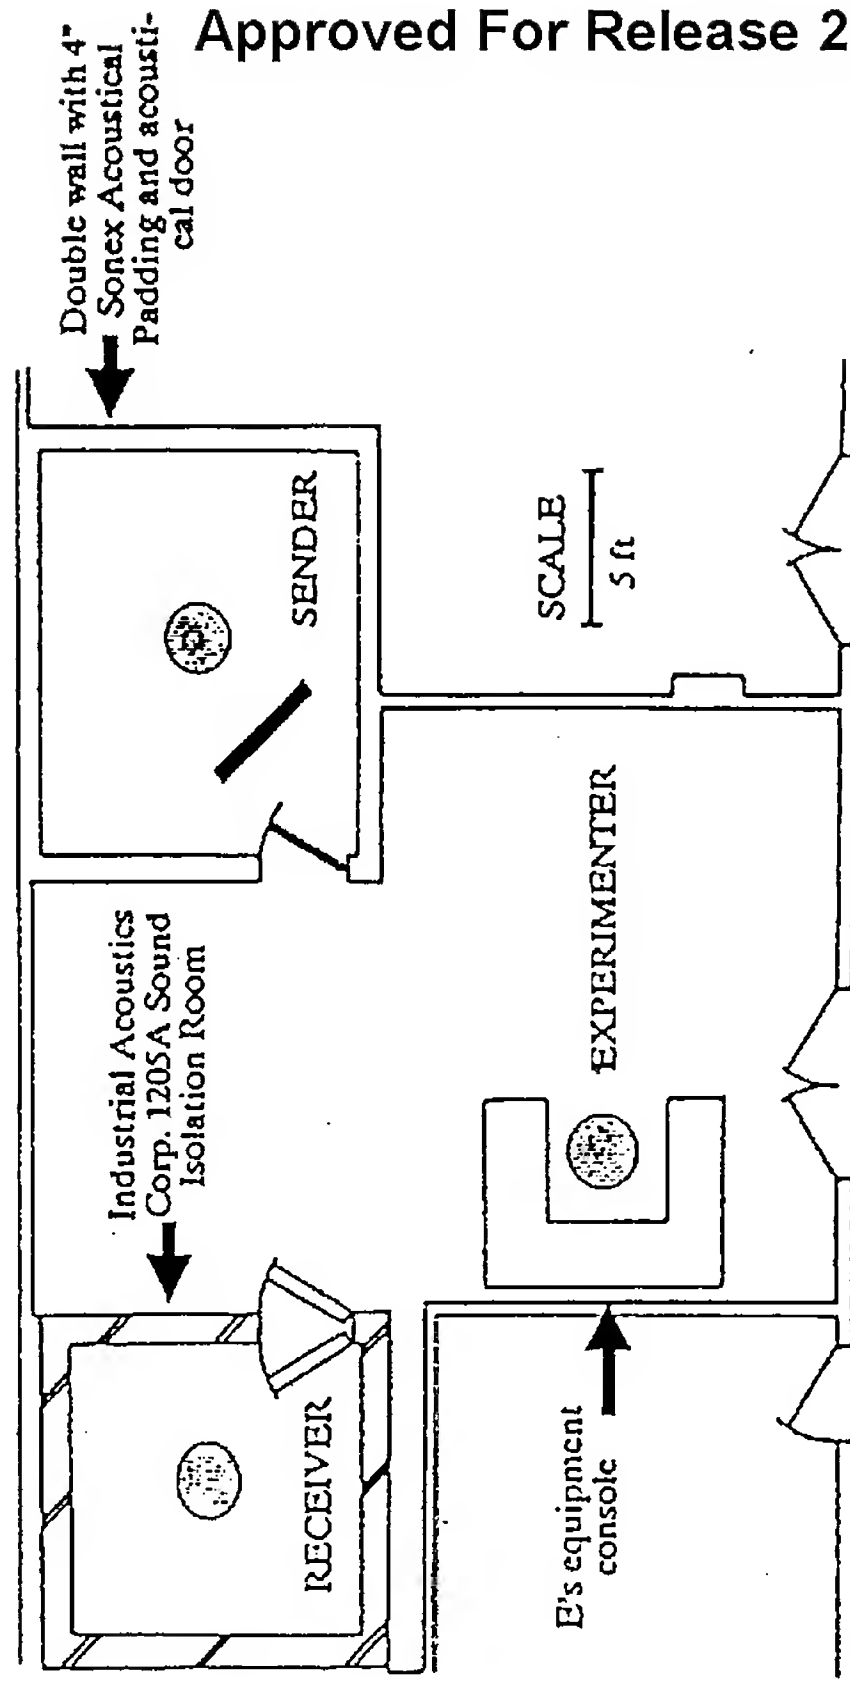 Approved For Release 2
Double wall with 4"
Sonex Acoustical
Padding and acousti-
cal door
SENDER
SCALE
5 ft
Industrial Acoustics
Corp. 1205A Sound
Isolation Room
EXPERIMENTER
RECEIVER
E's equipment
console